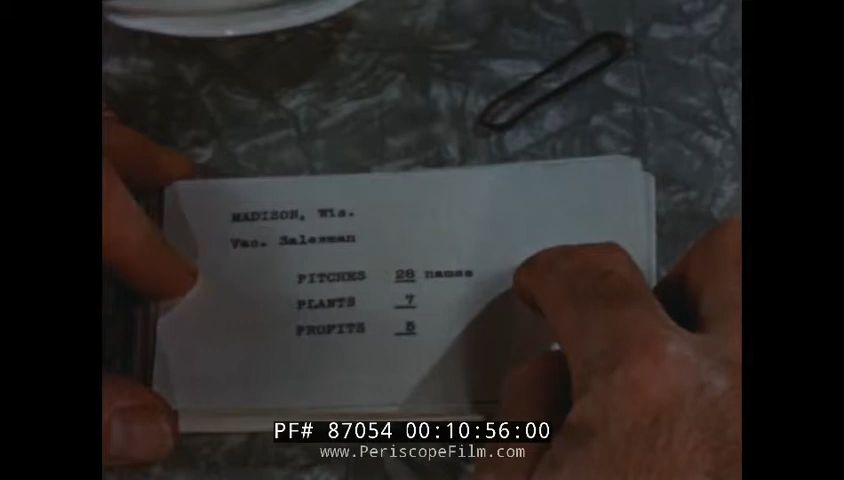 MADISON, Wis.
Vac. Salesman
PITCHES 28 names
PLANTS 7
PROFITS 5
PF# 87054 00:10:56:00
www.PeriscopeFilm.com